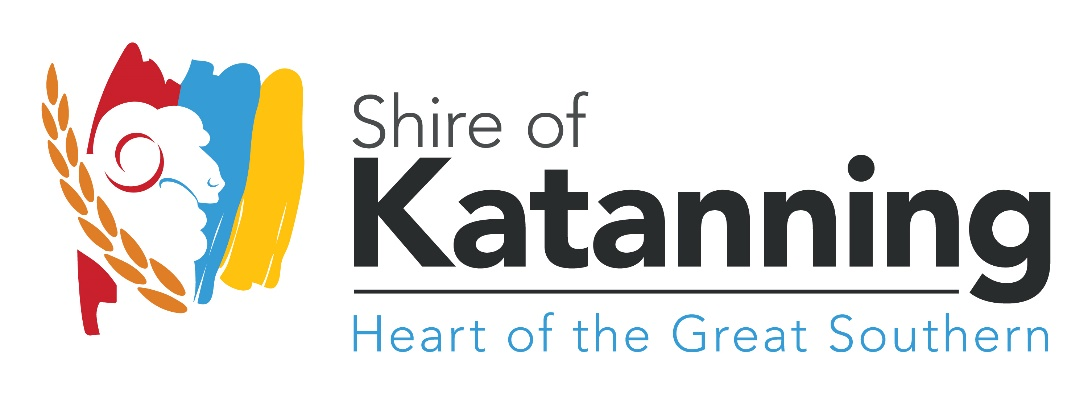 Shire of
Katanning
Heart of the Great Southern